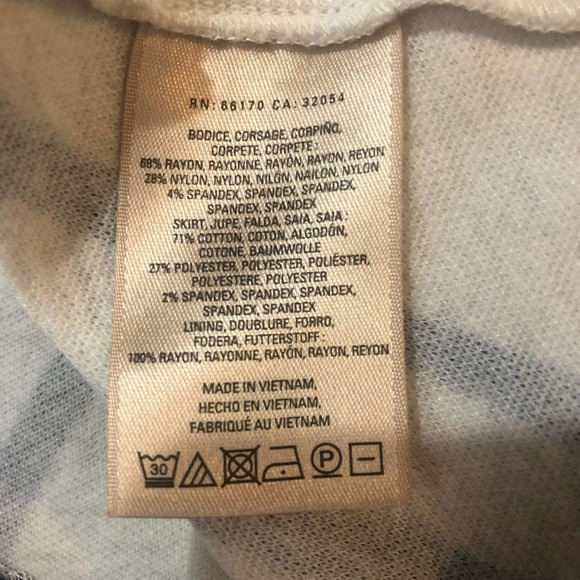 RN: 66170 CA: 32054
BODICE, CORSAGE, CORPIÑO,
CORPETE, CORPETE :
68% RAYON, RAYONNE, RAYÓN, RAYON, REYON
28% NYLON, NYLON, NILÓN, NAILON, NYLON
4% SPANDEX, SPANDEX, SPANDEX,
SPANDEX, SPANDEX
SKIRT, JUPE, FALDA, SAIA, SAIA :
71% COTTON, COTON, ALGODÓN,
COTONE, BAUMWOLLE
27% POLYESTER, POLYESTER, POLIÉSTER,
POLYESTERE, POLYESTER
2% SPANDEX, SPANDEX, SPANDEX,
SPANDEX, SPANDEX
LINING, DOUBLURE, FORRO,
FODERA, FUTTERSTOFF :
100% RAYON, RAYONNE, RAYÓN, RAYON, REYON
MADE IN VIETNAM,
HECHO EN VIETNAM,
FABRIQUÉ AU VIETNAM
30 P